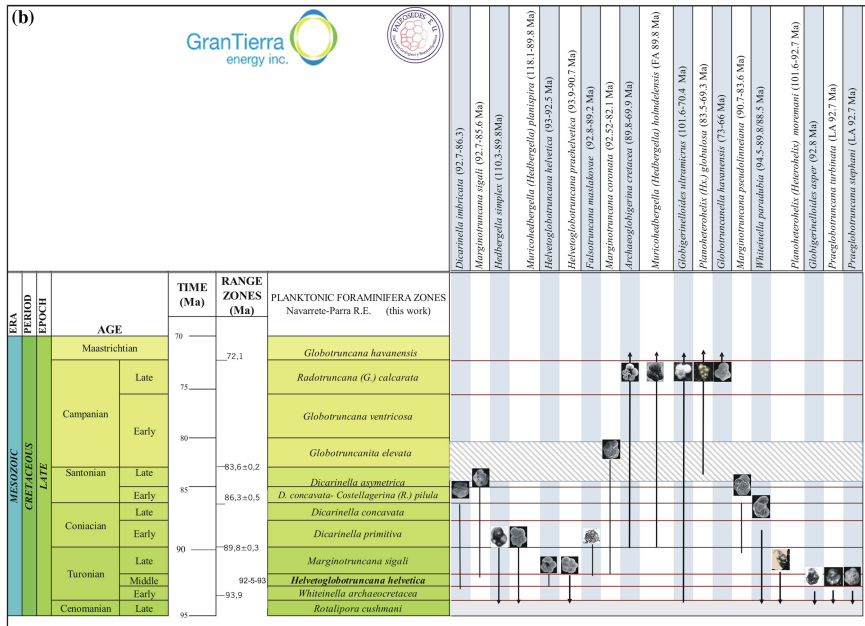 (b)
GranTierra
energy inc.
PALEOSEDES E. U.
Dicarinella imbricata (92.7-86.3)
Marginotruncana sigali (92.7-85.6 Ma)
Hedbergella simplex (110.3-89.8Ma)
Muricohedbergella (Hedbergella) planispira (118.1-89.8 Ma)
Helvetoglobotruncana helvetica (93-92.5 Ma)
Helvetoglobotruncana praehelvetica (93.9-90.7 Ma)
Falsotruncana maslakovae (92.8-89.2 Ma)
Marginotruncana coronata (92.52-82.1 Ma)
Archaeoglobigerina cretacea (89.8-69.9 Ma)
Muricohedbergella (Hedbergella) holmdelensis (FA 89.8 Ma)
Globigerinelloides ultramicrus (101.6-70.4 Ma)
Planoheterohelix (Hx.) globulosa (83.5-69.3 Ma)
Globotruncanella havanensis (73-66 Ma)
Marginotruncana pseudolinneiana (90.7-83.6 Ma)
Whiteinella paradubia (94.5-89.8/88.5 Ma)
Planoheterohelix (Heterohelix) moremani (101.6-92.7 Ma)
Globigerinelloides asper (92.8 Ma)
Praeglobotruncana turbinata (LA 92.7 Ma)
Praeglobotruncana stephani (LA 92.7 Ma)
ERA
PERIOD
EPOCH
AGE
TIME
(Ma)
RANGE
ZONES
(Ma)
PLANKTONIC FORAMINIFERA ZONES
Navarrete-Parra R.E. (this work)
MESOZOIC
CRETACEOUS
LATE
70
Maastrichtian
Globotruncana havanensis
72,1
Campanian
Late
75
Radotruncana (G.) calcarata
Early
Globotruncana ventricosa
80
Globotruncanita elevata
Santonian
Late
83,6±0,2
Dicarinella asymetrica
Early
85
86,3±0,5
D. concavata- Costellagerina (R.) pilula
Coniacian
Late
Dicarinella concavata
Early
Dicarinella primitiva
90
89,8±0,3
Turonian
Late
Marginotruncana sigali
Middle
92-5-93
Helvetoglobotruncana helvetica
Early
93,9
Whiteinella archaeocretacea
Cenomanian
Late
95
Rotalipora cushmani